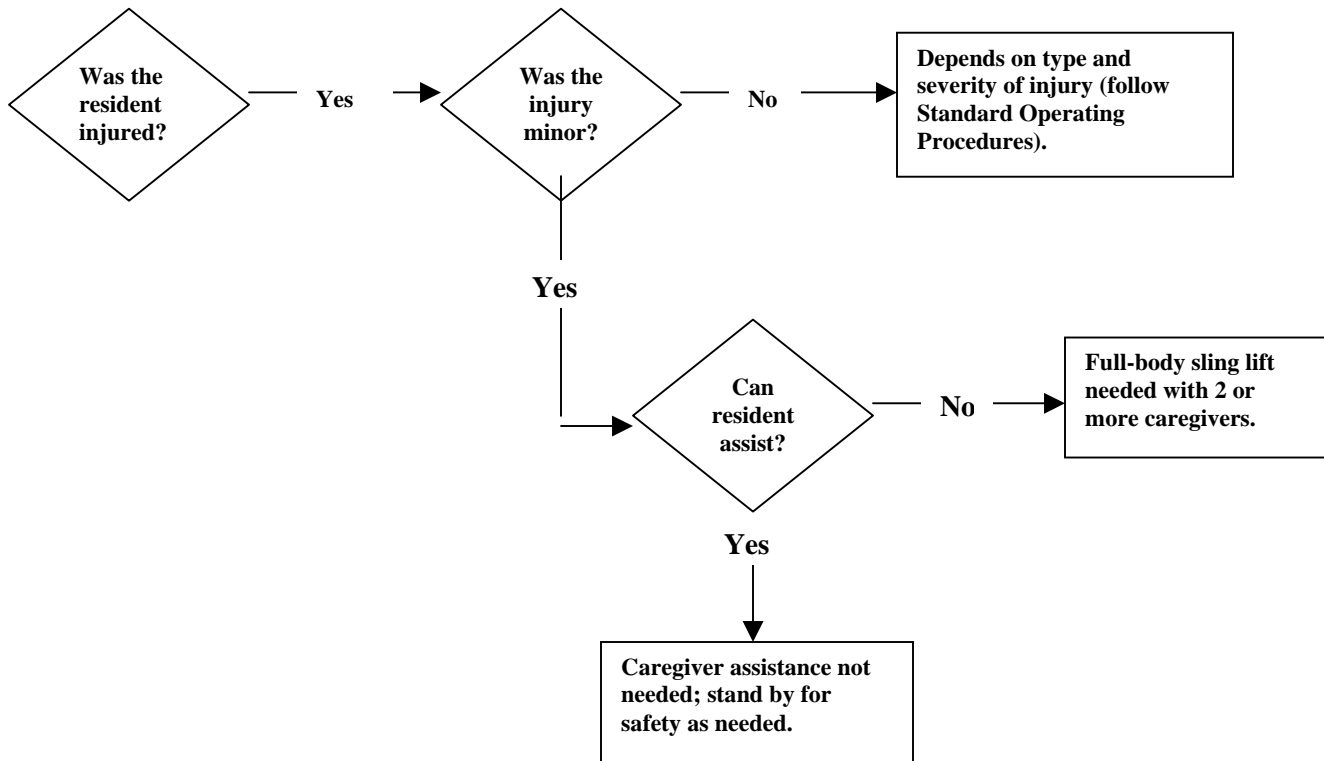 Was the
resident
injured?
Yes
Was the
injury
minor?
No
Depends on type and
severity of injury (follow
Standard Operating
Procedures).
Yes
Can
resident
assist?
No
Full-body sling lift
needed with 2 or
more caregivers.
Yes
Caregiver assistance not
needed; stand by for
safety as needed.